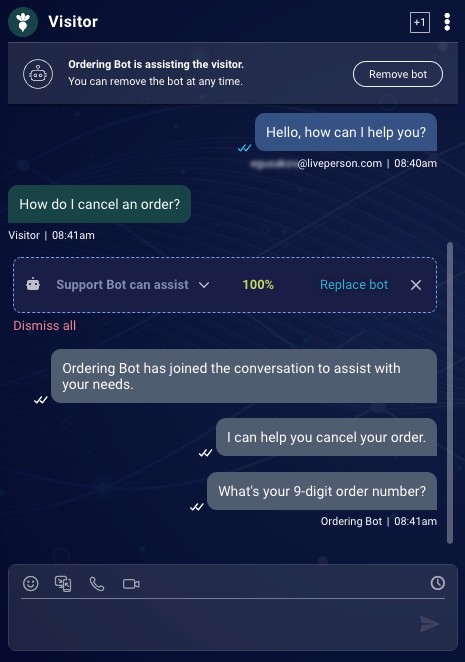 Visitor
+1
Ordering Bot is assisting the visitor.
You can remove the bot at any time.
Remove bot
Hello, how can I help you?
@liveperson.com | 08:40am
How do I cancel an order?
Visitor | 08:41am
Support Bot can assist 100% Replace bot
Dismiss all
Ordering Bot has joined the conversation to assist with
your needs.
I can help you cancel your order.
What's your 9-digit order number?
Ordering Bot | 08:41am